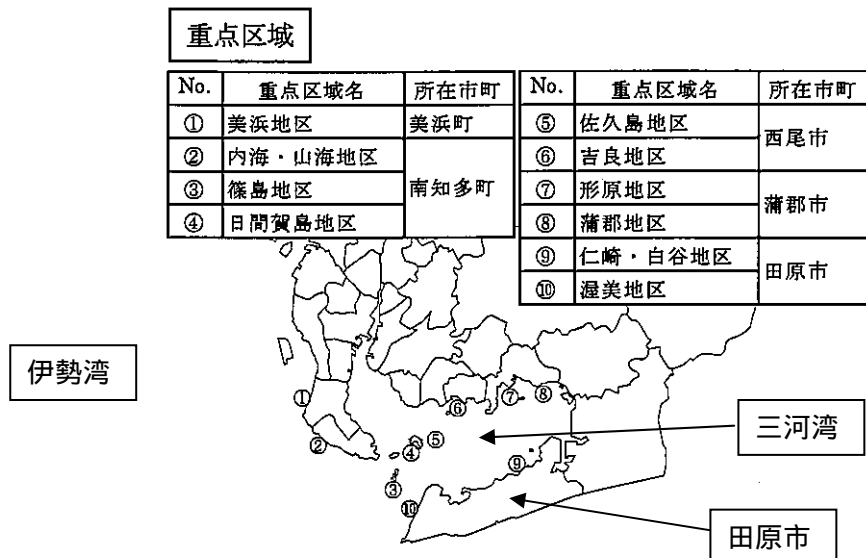 重点区域
No. 重点区域名 所在市町
① 美浜地区 美浜町
② 内海・山海地区 南知多町
③ 篠島地区
④ 日間賀島地区
No. 重点区域名 所在市町
⑤ 佐久島地区 西尾市
⑥ 吉良地区
⑦ 形原地区 蒲郡市
⑧ 蒲郡地区
⑨ 仁崎・白谷地区 田原市
⑩ 渥美地区
伊勢湾
①
②
③
④
⑤
⑥
⑦
⑧
⑨
⑩
三河湾
田原市